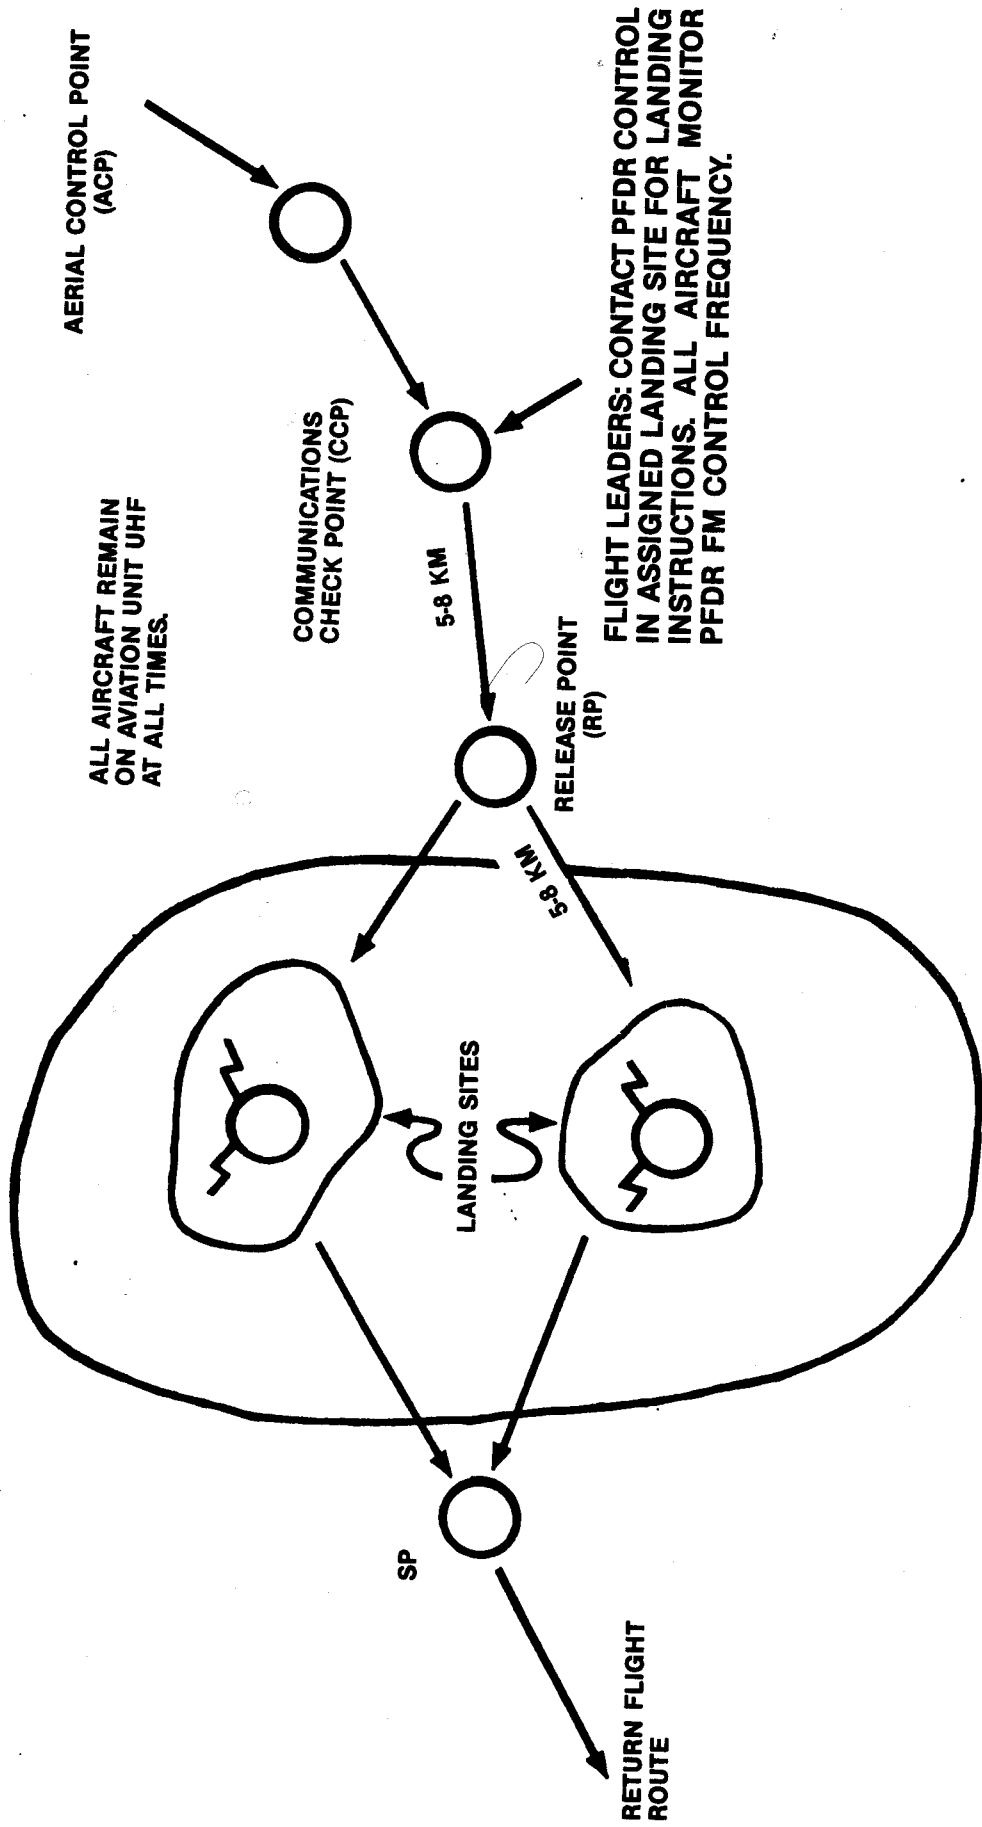 AERIAL CONTROL POINT
(ACP)
ALL AIRCRAFT REMAIN
ON AVIATION UNIT UHF
AT ALL TIMES.
COMMUNICATIONS
CHECK POINT (CCP)
5-8 KM
FLIGHT LEADERS: CONTACT PFDR CONTROL
IN ASSIGNED LANDING SITE FOR LANDING
INSTRUCTIONS. ALL AIRCRAFT MONITOR
PFDR FM CONTROL FREQUENCY.
RELEASE POINT
(RP)
5-8 KM
LANDING SITES
SP
RETURN FLIGHT
ROUTE